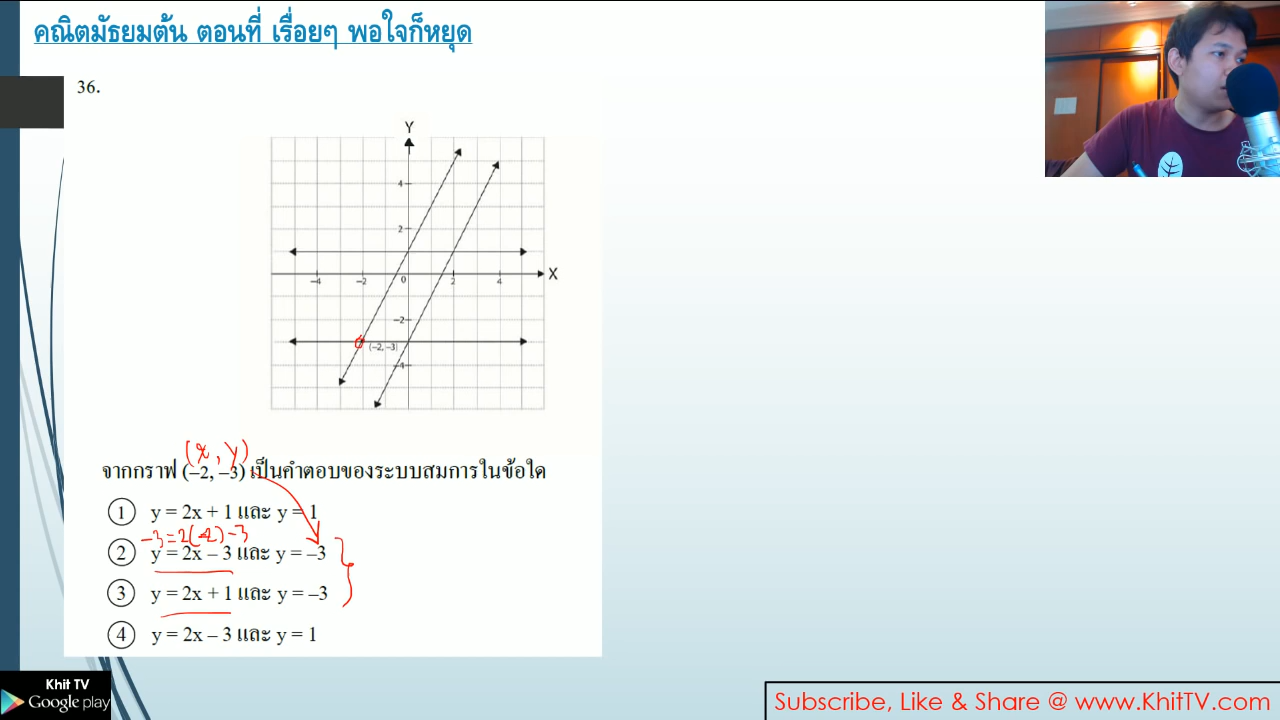 คณิตมัธยมต้น ตอนที่ เรื่อยๆ พอใจก็หยุด
36.
Y
4
2
-4 -2 0 2 4 X
-2
(-2, -3)
-4
(x, y)
จากกราฟ (–2, –3) เป็นคำตอบของระบบสมการในข้อใด
1 y = 2x + 1 และ y = 1
-3=2(-2)-3
2 y = 2x – 3 และ y = –3
3 y = 2x + 1 และ y = –3
4 y = 2x – 3 และ y = 1
Khit TV
Google play
Subscribe, Like & Share @ www.KhitTV.com